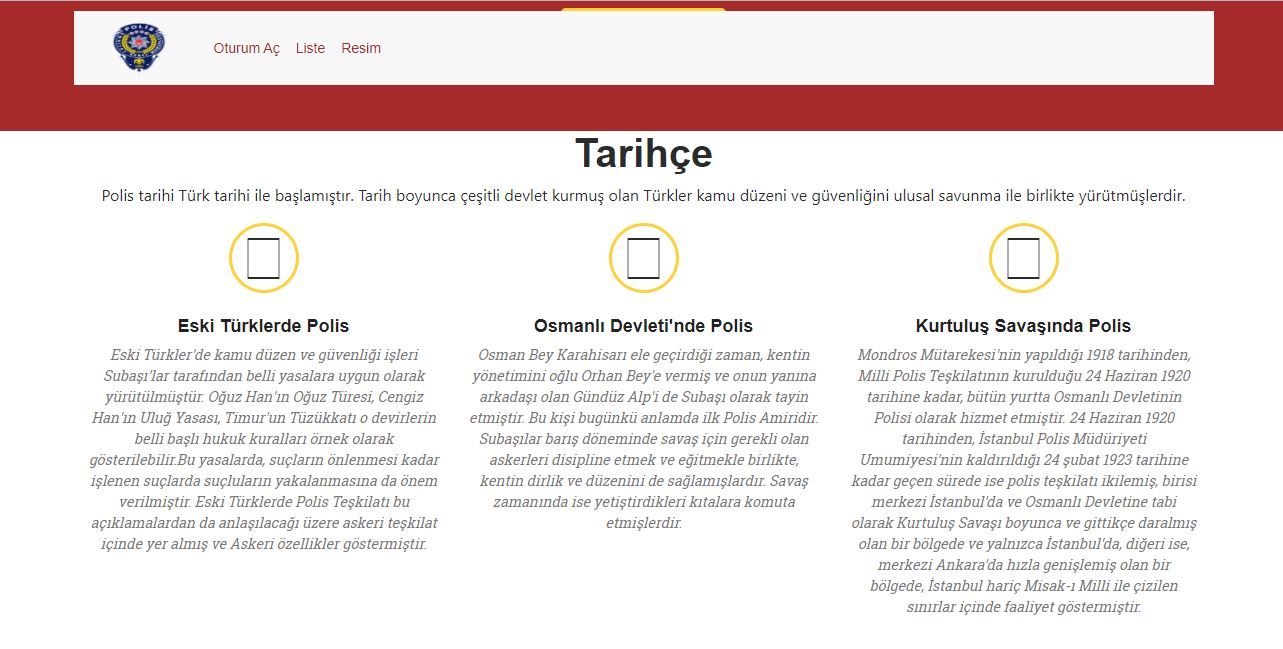 POLİS
Oturum Aç Liste Resim
Tarihçe
Polis tarihi Türk tarihi ile başlamıştır. Tarih boyunca çeşitli devlet kurmuş olan Türkler kamu düzeni ve güvenliğini ulusal savunma ile birlikte yürütmüşlerdir.
Eski Türklerde Polis
Eski Türkler'de kamu düzen ve güvenliği işleri
Subaşı'lar tarafından belli yasalara uygun olarak
yürütülmüştür. Oğuz Han'ın Oğuz Türesi, Cengiz
Han'ın Uluğ Yasası, Timur'un Tüzükkatı o devirlerin
belli başlı hukuk kuralları örnek olarak
gösterilebilir.Bu yasalarda, suçların önlenmesi kadar
işlenen suçlarda suçluların yakalanmasına da önem
verilmiştir. Eski Türklerde Polis Teşkilatı bu
açıklamalardan da anlaşılacağı üzere askeri teşkilat
içinde yer almış ve Askeri özellikler göstermiştir.
Osmanlı Devleti'nde Polis
Osman Bey Karahisarı ele geçirdiği zaman, kentin
yönetimini oğlu Orhan Bey'e vermiş ve onun yanına
arkadaşı olan Gündüz Alp'i de Subaşı olarak tayin
etmiştir. Bu kişi bugünkü anlamda ilk Polis Amiridir.
Subaşılar barış döneminde savaş için gerekli olan
askerleri disipline etmek ve eğitmekle birlikte,
kentin dirlik ve düzenini de sağlamışlardır. Savaş
zamanında ise yetiştirdikleri kıtalara komuta
etmişlerdir.
Kurtuluş Savaşında Polis
Mondros Mütarekesi'nin yapıldığı 1918 tarihinden,
Milli Polis Teşkilatının kurulduğu 24 Haziran 1920
tarihine kadar, bütün yurtta Osmanlı Devletinin
Polisi olarak hizmet etmiştir. 24 Haziran 1920
tarihinden, İstanbul Polis Müdüriyeti
Umumiyesi'nin kaldırıldığı 24 şubat 1923 tarihine
kadar geçen sürede ise polis teşkilatı ikilemiş, birisi
merkezi İstanbul'da ve Osmanlı Devletine tabi
olarak Kurtuluş Savaşı boyunca ve gittikçe daralmış
olan bir bölgede ve yalnızca İstanbul'da, diğeri ise,
merkezi Ankara'da hızla genişlemiş olan bir
bölgede, İstanbul hariç Misak-ı Milli ile çizilen
sınırlar içinde faaliyet göstermiştir.